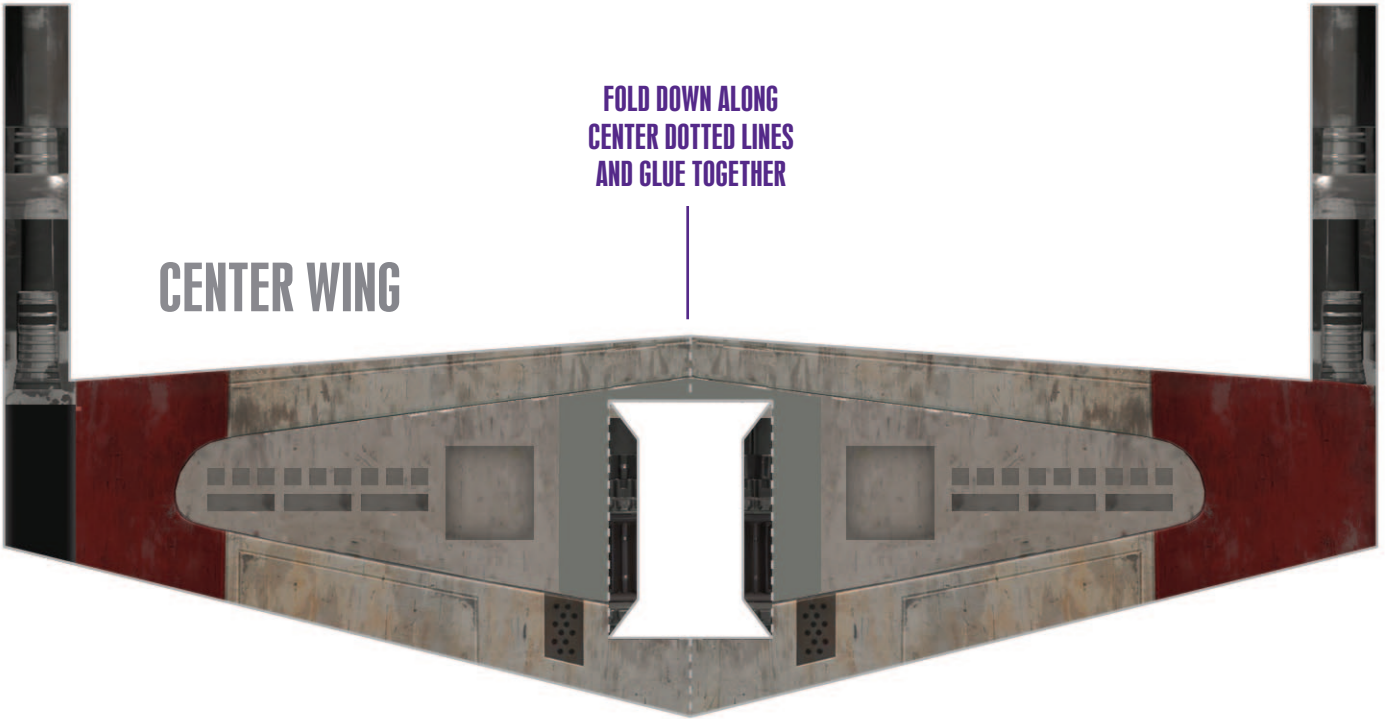 FOLD DOWN ALONG
CENTER DOTTED LINES
AND GLUE TOGETHER
CENTER WING